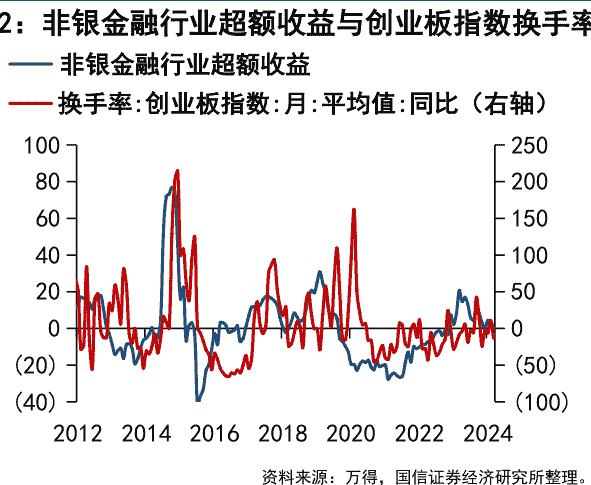 2：非银金融行业超额收益与创业板指数换手率
非银金融行业超额收益
换手率:创业板指数:月:平均值:同比（右轴）
100 250
80 200
60 150
40 100
20 50
0 0
(20) (50)
(40) (100)
2012 2014 2016 2018 2020 2022 2024
资料来源：万得，国信证券经济研究所整理。